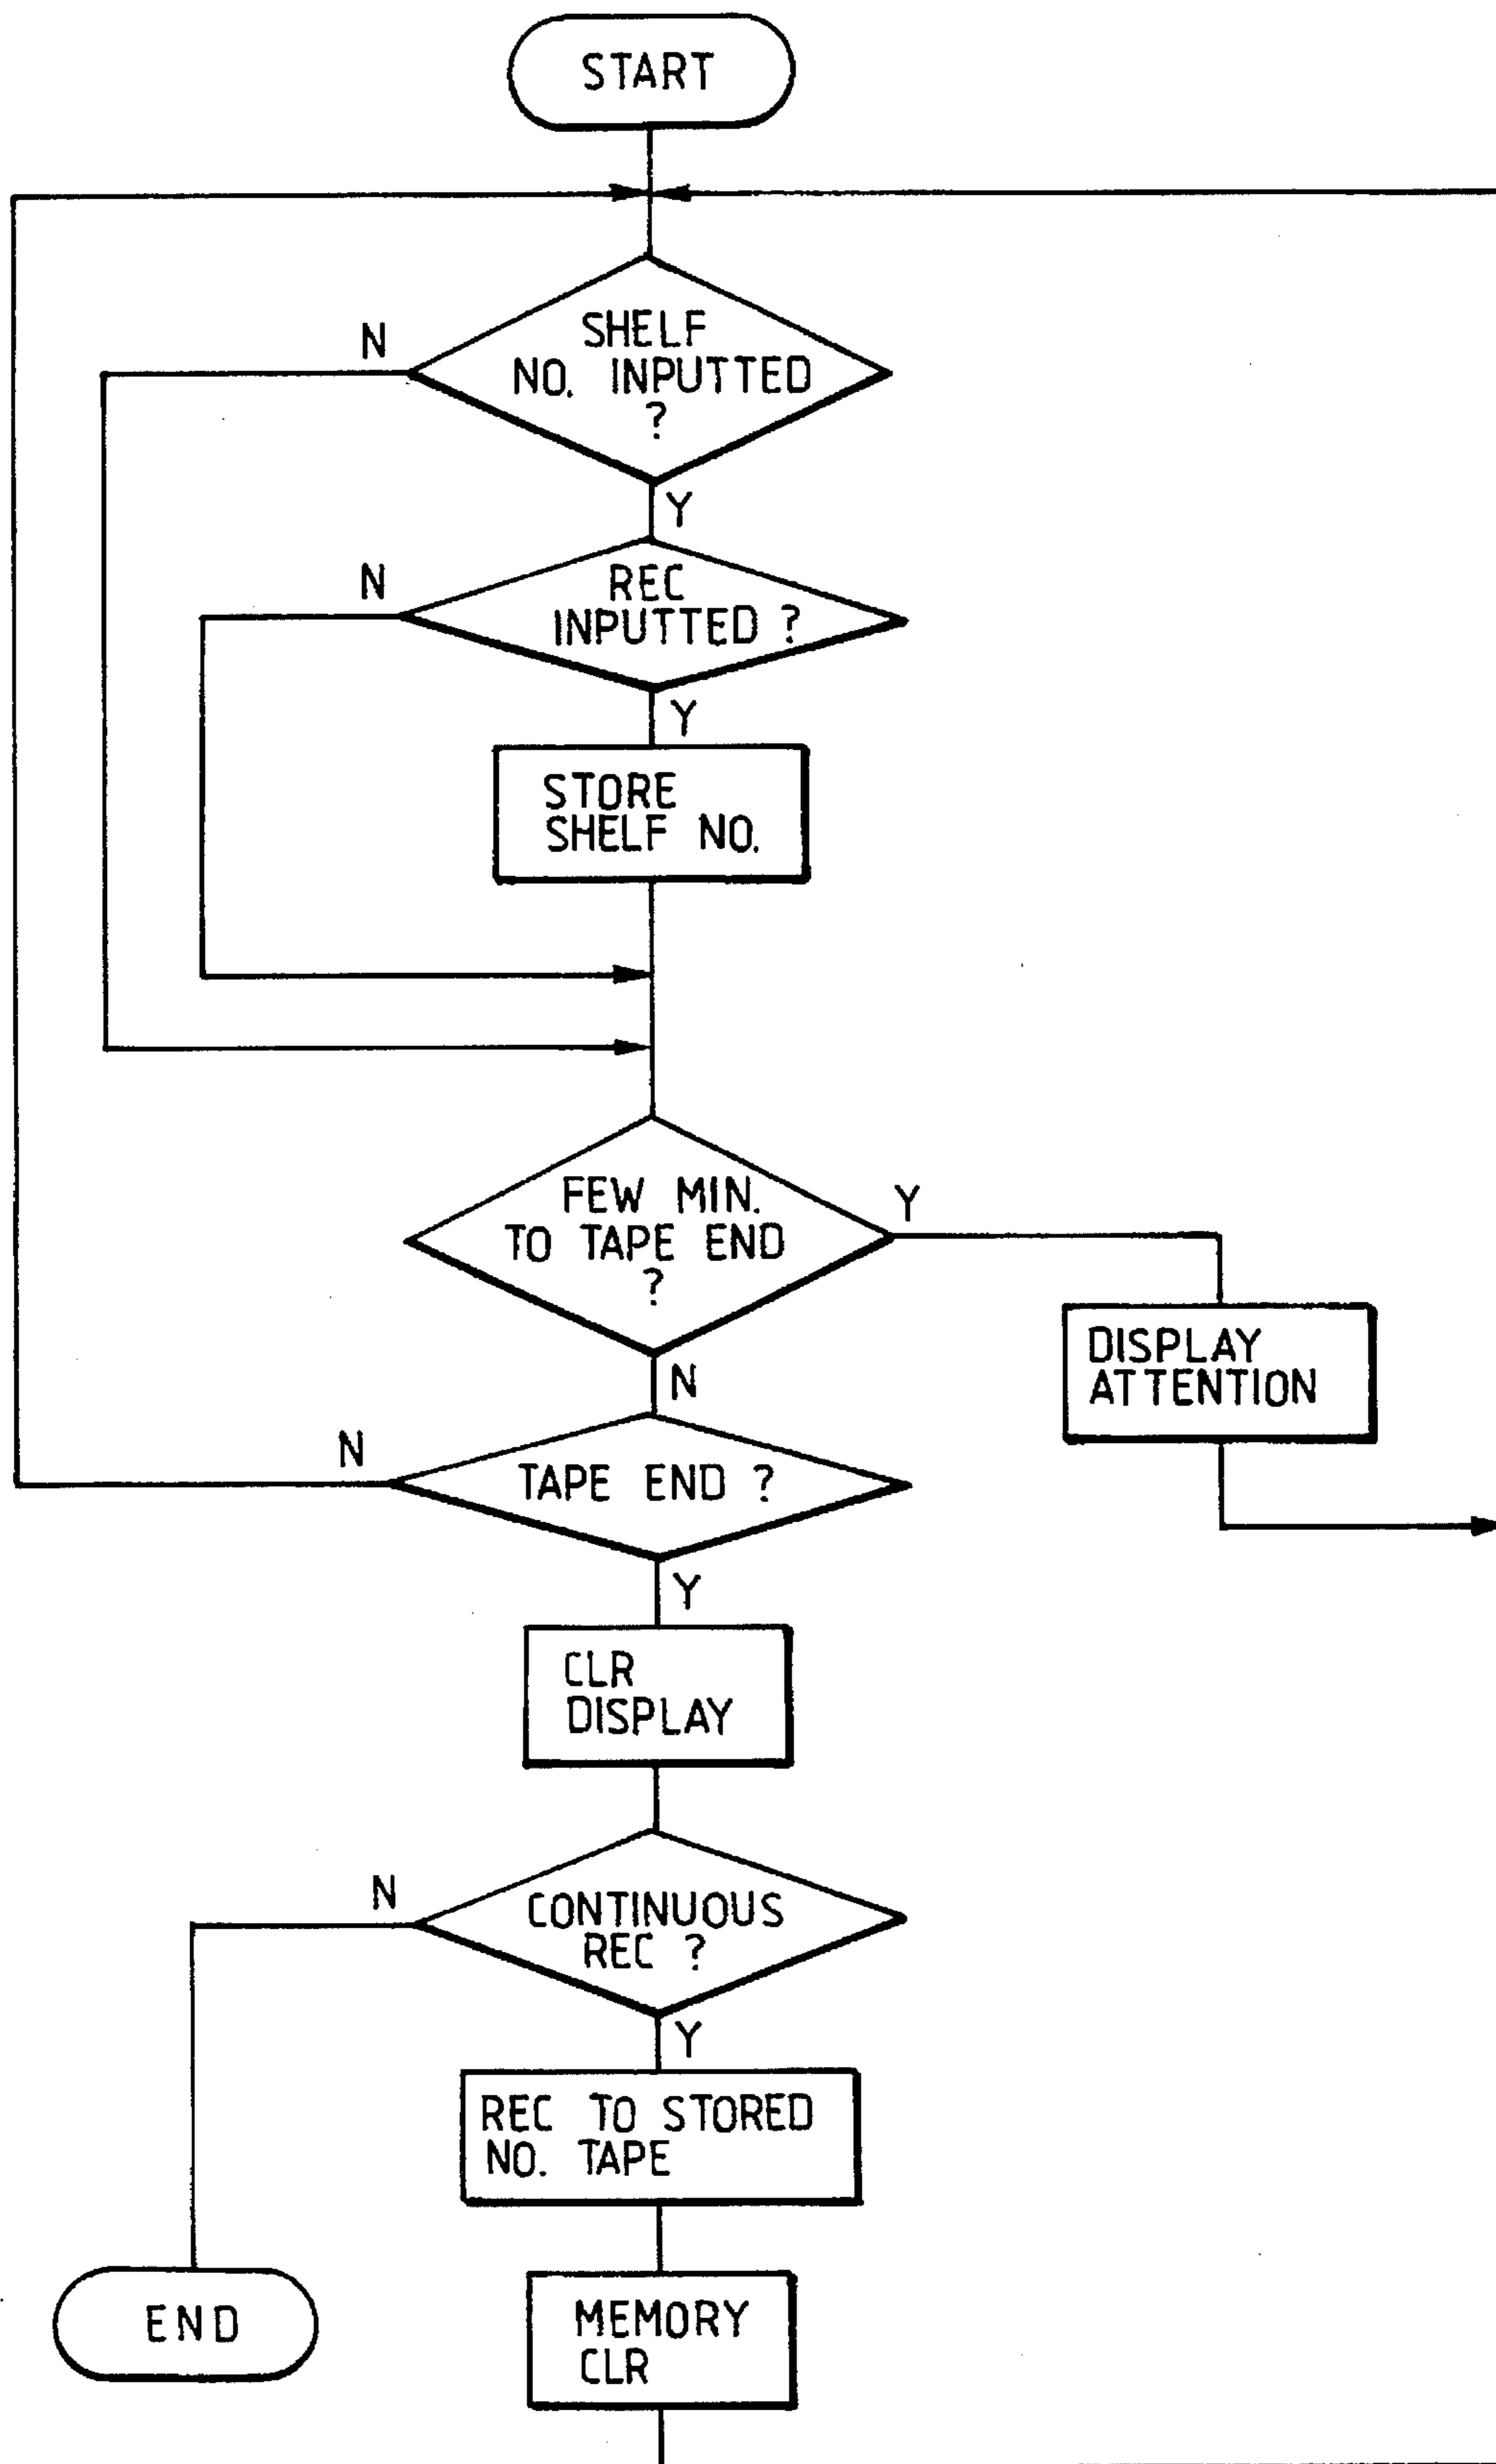 START
N
SHELF
NO. INPUTTED
?
Y
N
REC
INPUTTED ?
Y
STORE
SHELF NO.
FEW MIN.
TO TAPE END
?
Y
DISPLAY
ATTENTION
N
N
TAPE END ?
Y
CLR
DISPLAY
N
CONTINUOUS
REC ?
Y
REC TO STORED
NO. TAPE
END
MEMORY
CLR